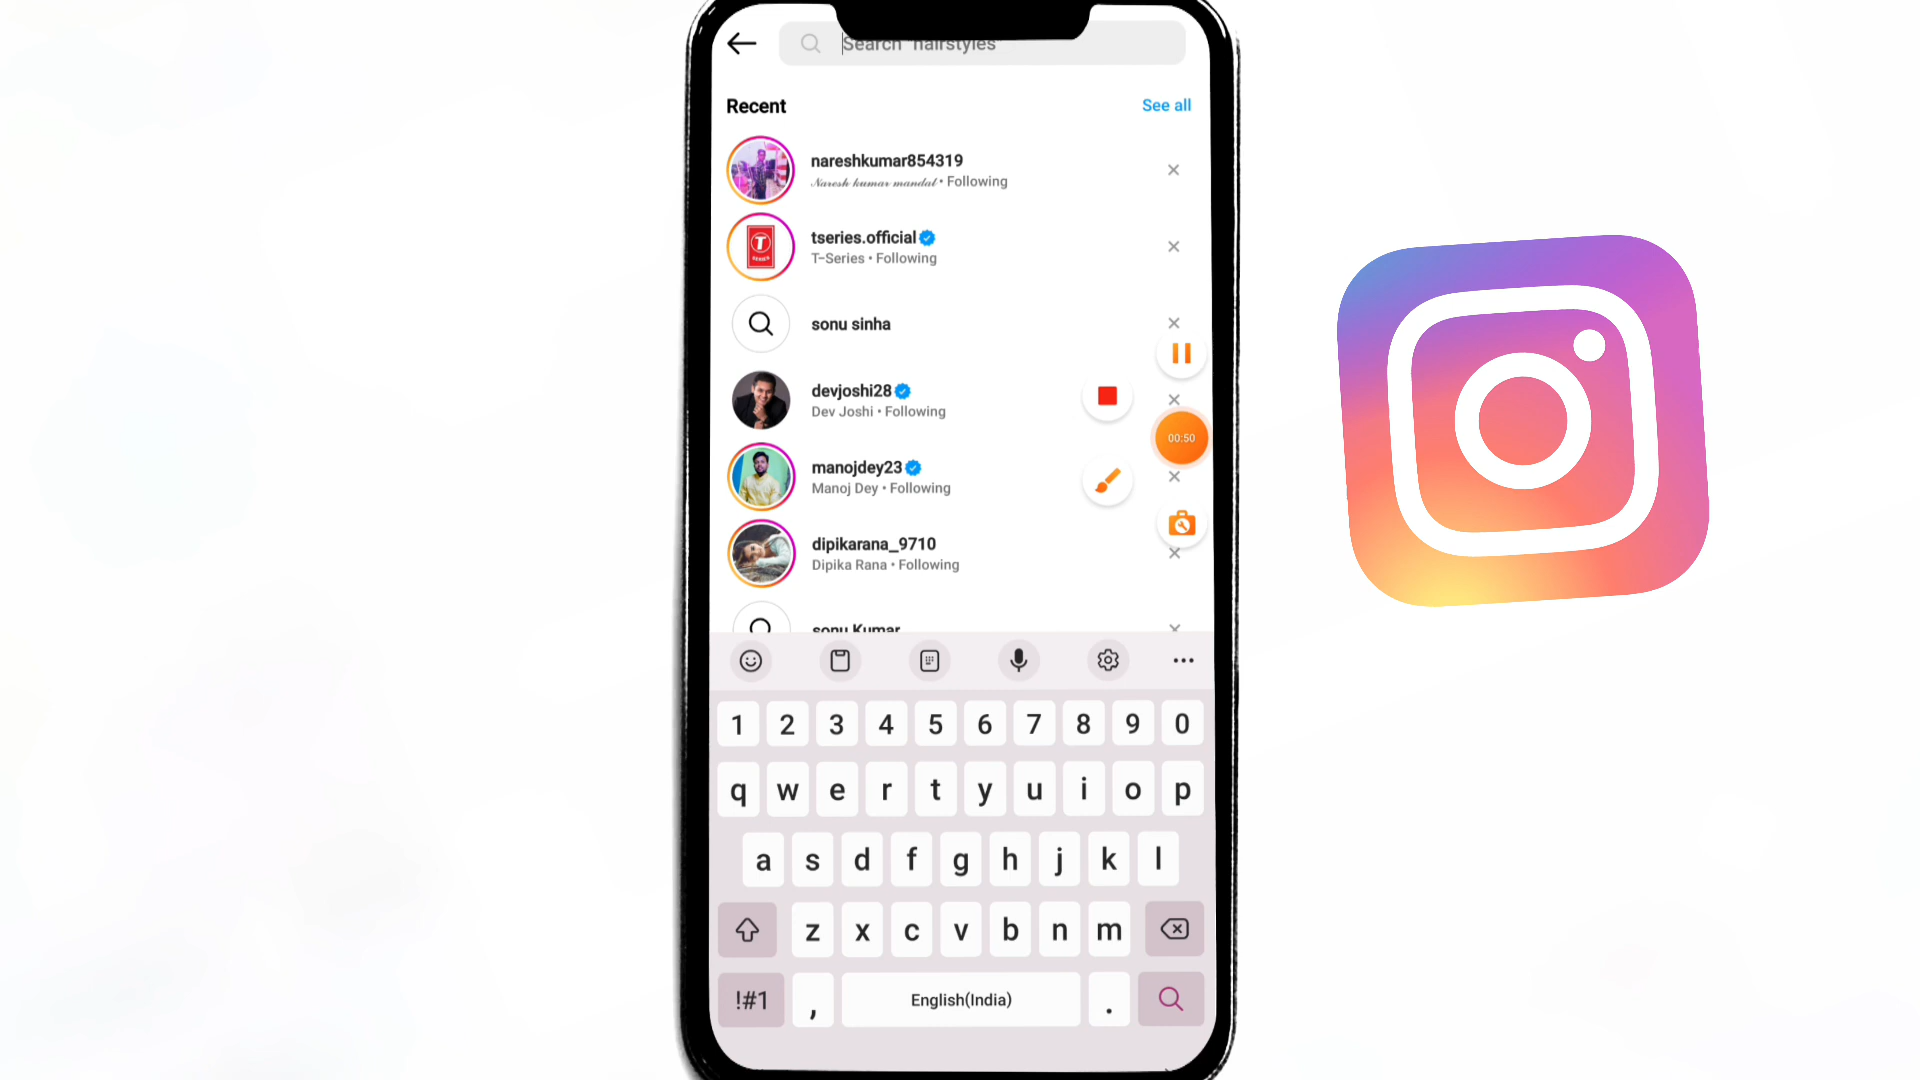 Search "hairstyles
Recent
See all
nareshkumar854319
Naresh kumar mandal • Following
T
SERIES
tseries.official
T-Series • Following
sonu sinha
devjoshi28
Dev Joshi • Following
00:50
manojdey23
Manoj Dey • Following
dipikarana_9710
Dipika Rana • Following
sonu Kumar
1 2 3 4 5 6 7 8 9 0
q w e r t y u i o p
a s d f g h j k l
z x c v b n m
!#1 , English(India) .